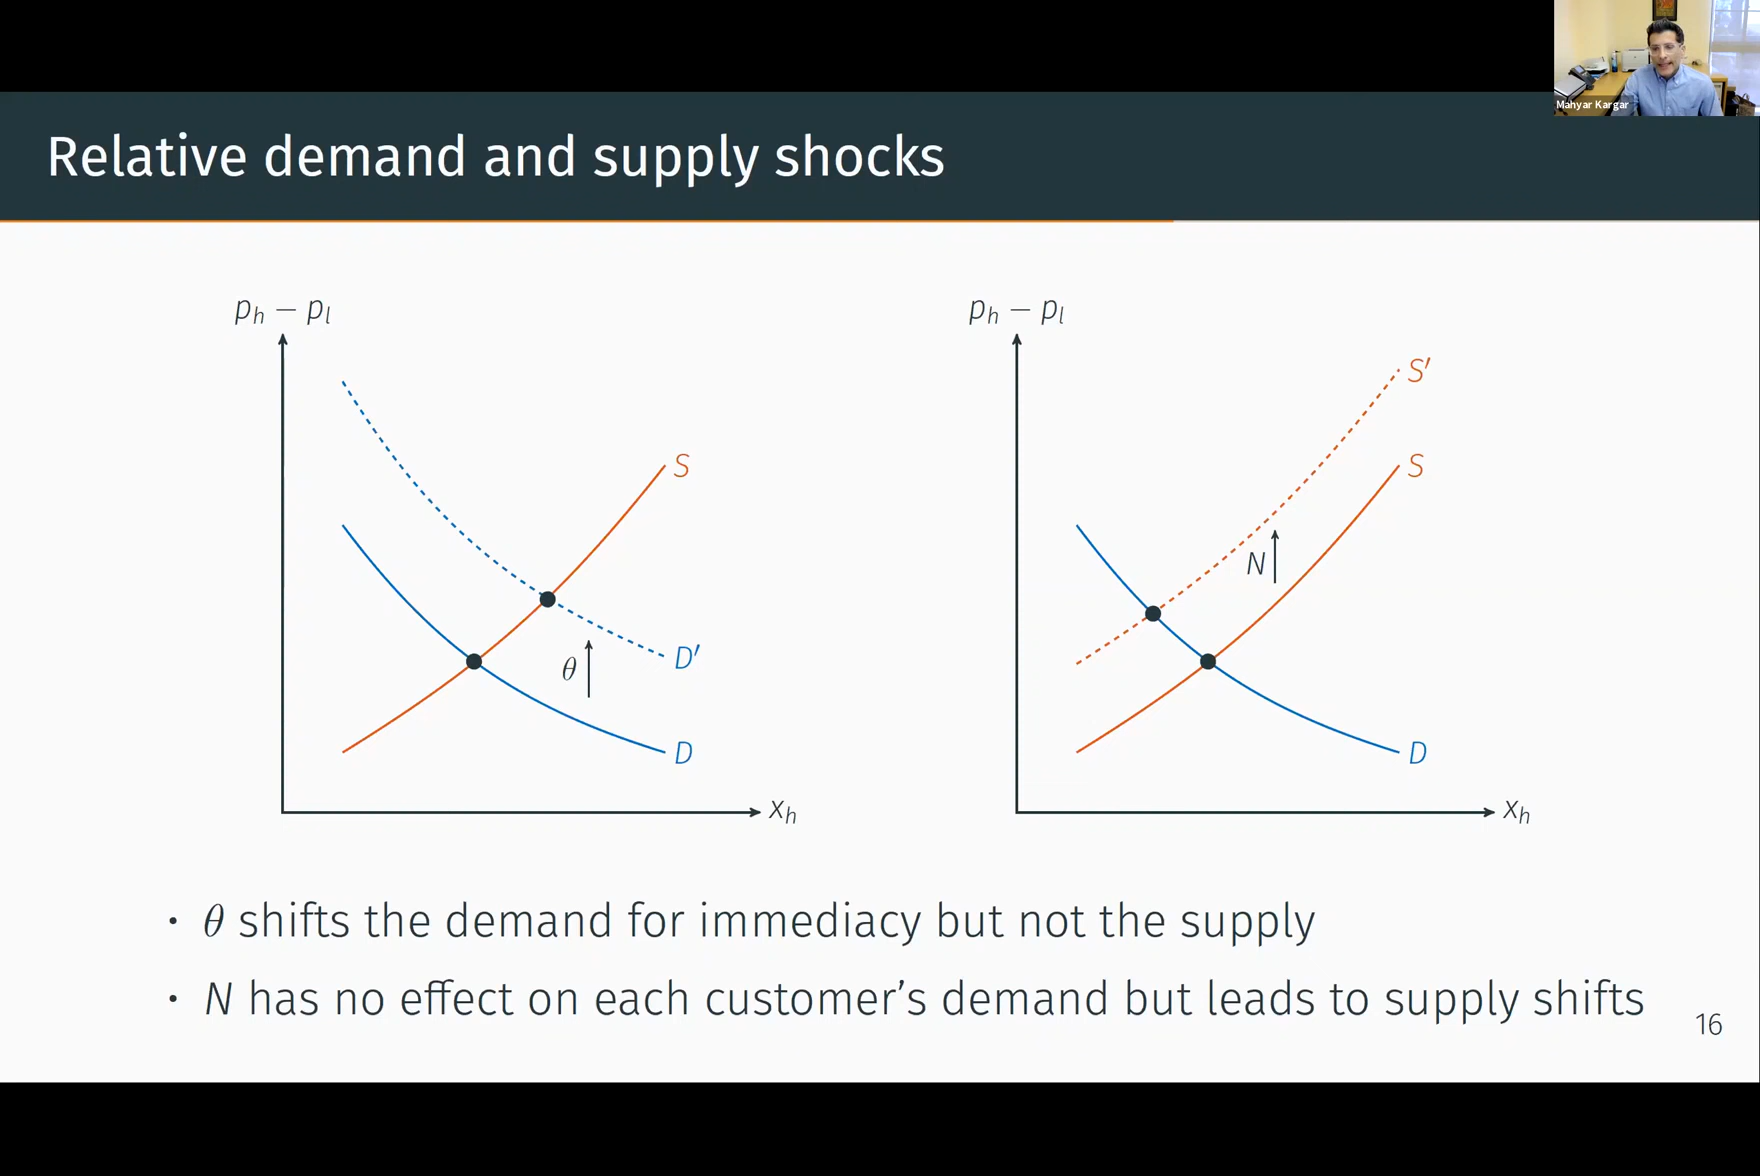 Mahyar Kargar
Relative demand and supply shocks
pₕ − pₗ
S
θ
D′
D
xₕ
pₕ − pₗ
S′
S
N
D
xₕ
· θ shifts the demand for immediacy but not the supply
· N has no effect on each customer’s demand but leads to supply shifts
16